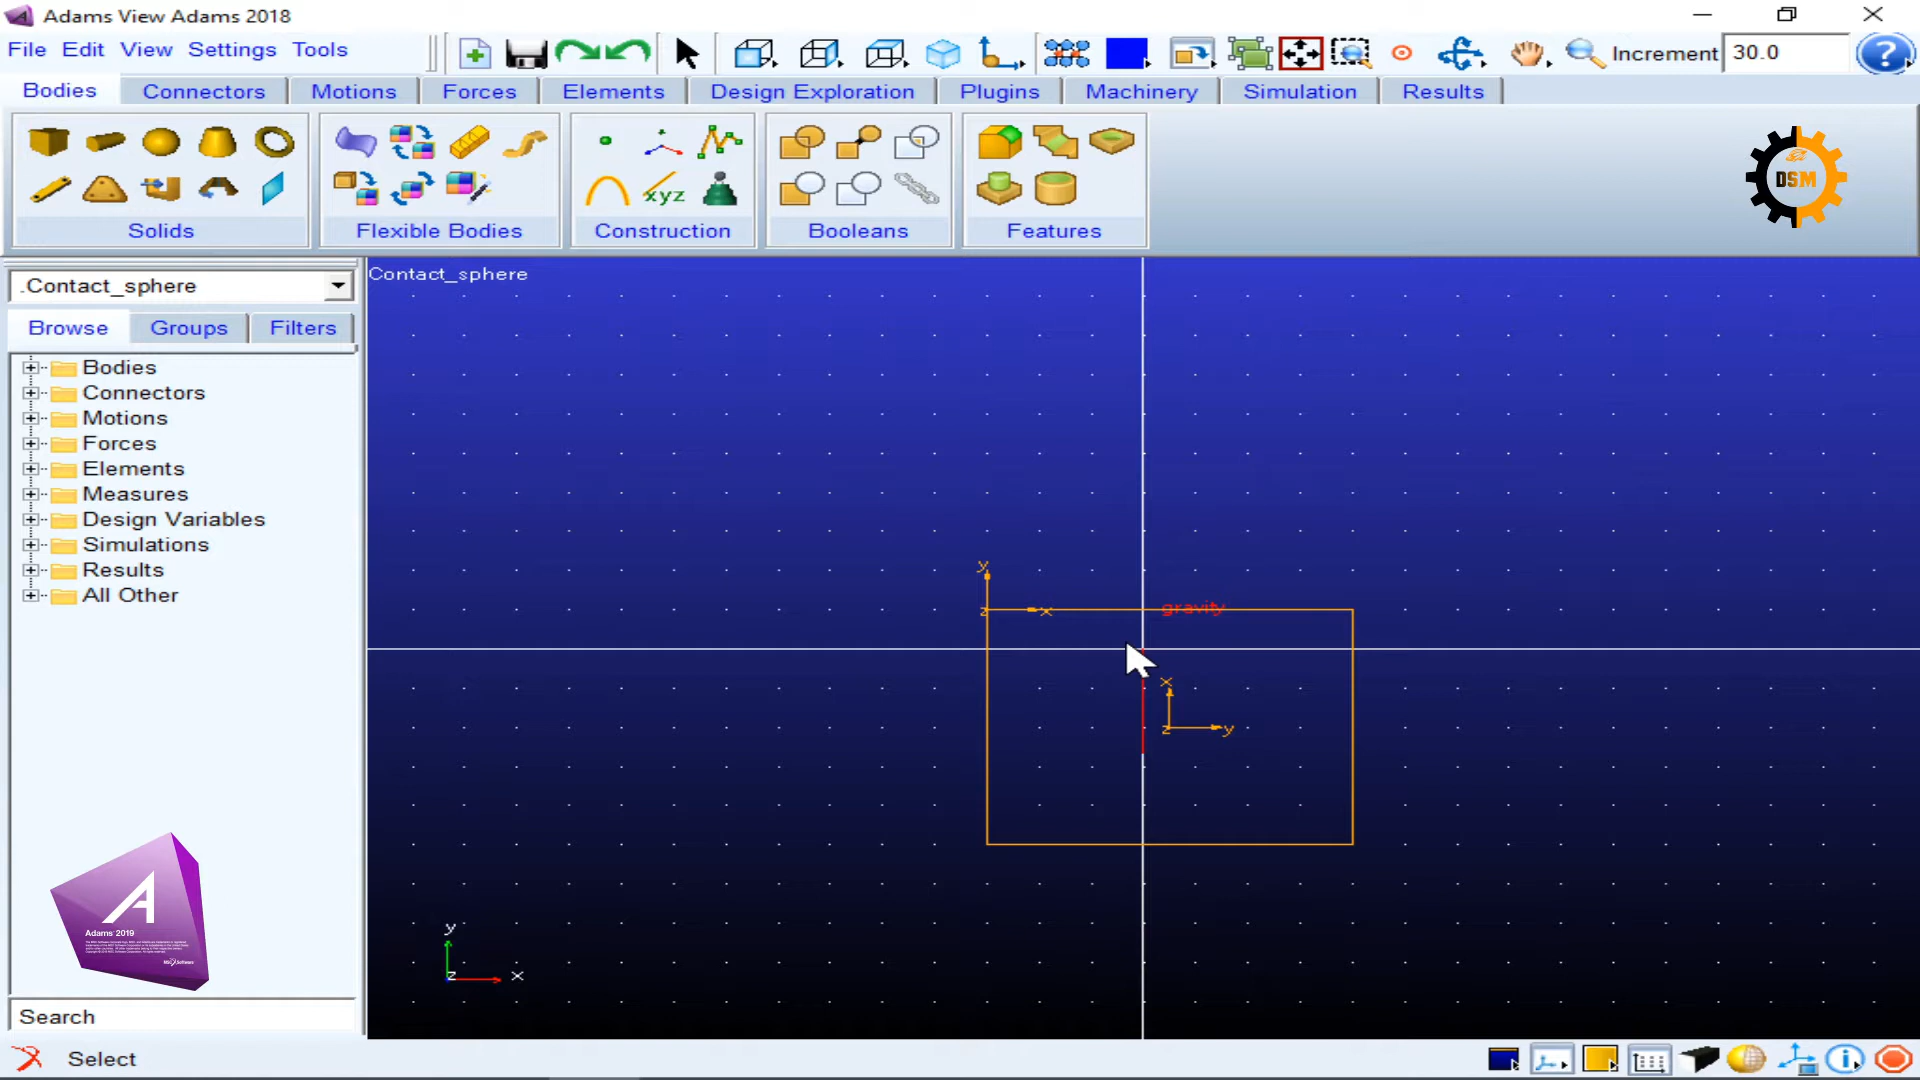 Adams View Adams 2018
File Edit View Settings Tools
Increment 30.0
Bodies Connectors Motions Forces Elements Design Exploration Plugins Machinery Simulation Results
xyz
Solids Flexible Bodies Construction Booleans Features
DSM
.Contact_sphere
Browse Groups Filters
Bodies
Connectors
Motions
Forces
Elements
Measures
Design Variables
Simulations
Results
All Other
Contact_sphere
y
z x
gravity
x
z y
y
z x
A
Adams 2019
Search
Select